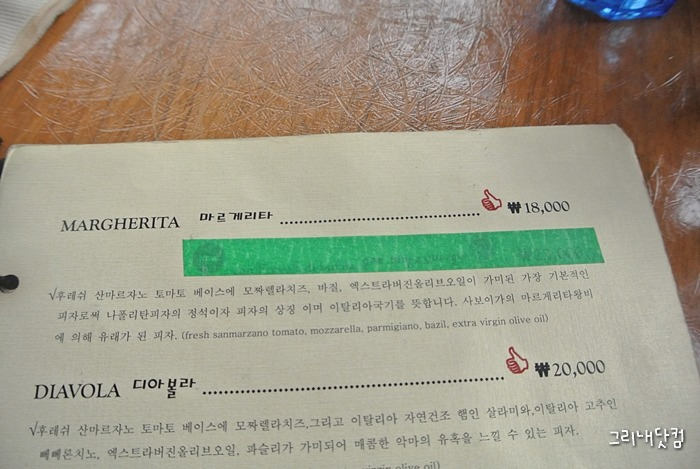 MARGHERITA 마르게리타 ........................................ ₩18,000
√후레쉬 산마르자노 토마토 베이스에 모짜렐라치즈, 바질, 엑스트라버진올리브오일이 가미된 가장 기본적인
피자로써 나폴리탄피자의 정석이자 피자의 상징 이며 이탈리아국기를 뜻합니다. 사보이가의 마르게리타왕비
에 의해 유래가 된 피자. (fresh sanmarzano tomato, mozzarella, parmigiano, bazil, extra virgin olive oil)
DIAVOLA 디아볼라 ........................................ ₩20,000
√후레쉬 산마르자노 토마토 베이스에 모짜렐라치즈,그리고 이탈리아 자연건조 햄인 살라미와,이탈리아 고추인
뻬뻬론치노, 엑스트라버진올리브오일, 파슬리가 가미되어 매콤한 악마의 유혹을 느낄 수 있는 피자.
extra virgin olive oil)
그리내닷컴